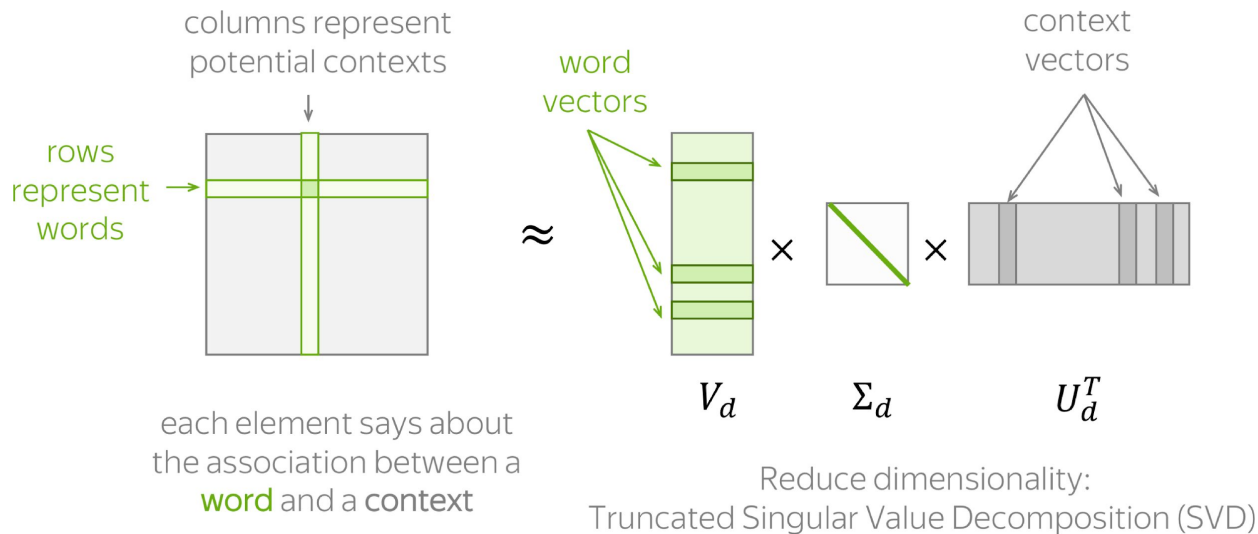 columns represent
potential contexts
rows
represent
words
each element says about
the association between a
word and a context
≈
word
vectors
context
vectors
× ×
V_d Σ_d U_d^T
Reduce dimensionality:
Truncated Singular Value Decomposition (SVD)